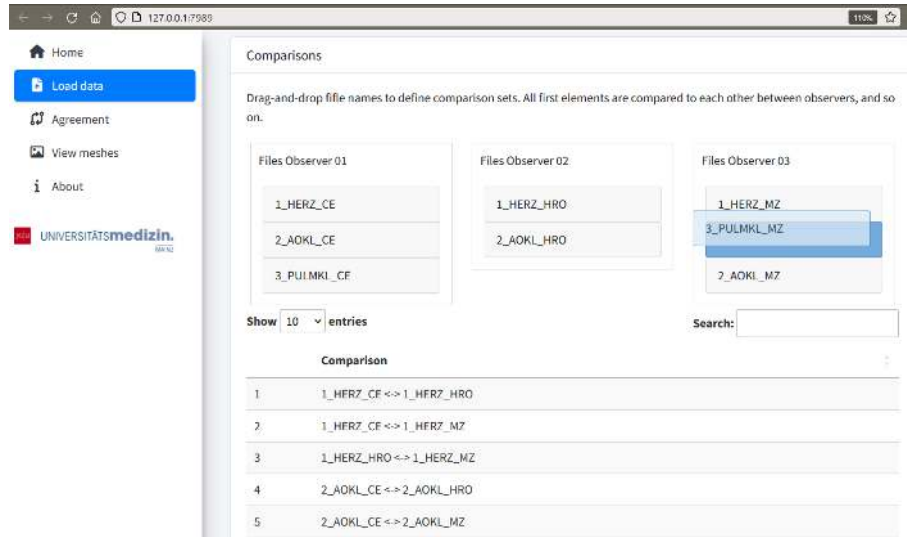 127.0.0.1:7989
110%
Home
Load data
Agreement
View meshes
About
UNIVERSITÄTSmedizin.
MAINZ
Comparisons
Drag-and-drop fifle names to define comparison sets. All first elements are compared to each other between observers, and so
on.
Files Observer 01
1_HERZ_CE
2_AOKL_CE
3_PULMKL_CE
Files Observer 02
1_HERZ_HRO
2_AOKL_HRO
Files Observer 03
1_HERZ_MZ
3_PULMKL_MZ
2_AOKL_MZ
Show 10 entries
Search:
Comparison
1 1_HERZ_CE <-> 1_HERZ_HRO
2 1_HERZ_CE <-> 1_HERZ_MZ
3 1_HERZ_HRO <-> 1_HERZ_MZ
4 2_AOKL_CE <-> 2_AOKL_HRO
5 2_AOKL_CE <-> 2_AOKL_MZ